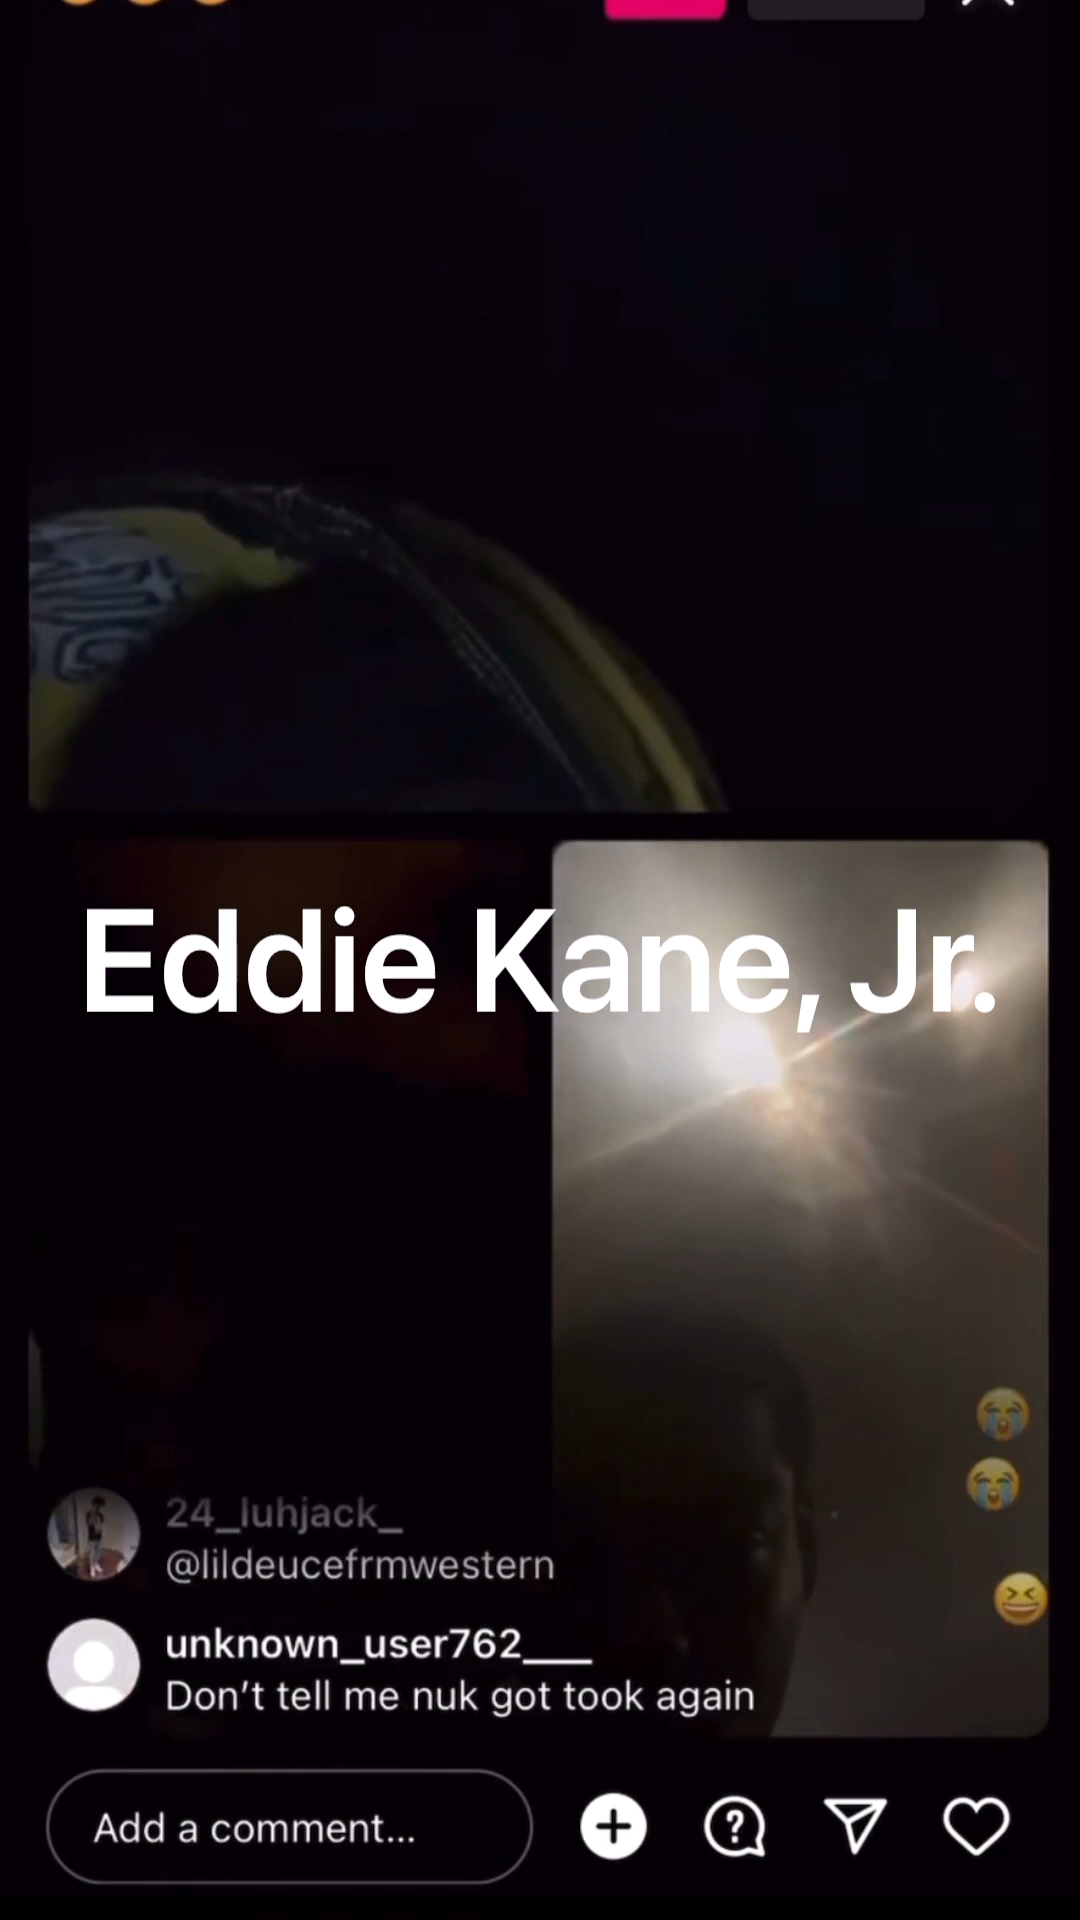 Eddie Kane, Jr.
24_luhjack_
@lildeucefrmwestern
unknown_user762___
Don’t tell me nuk got took again
Add a comment...